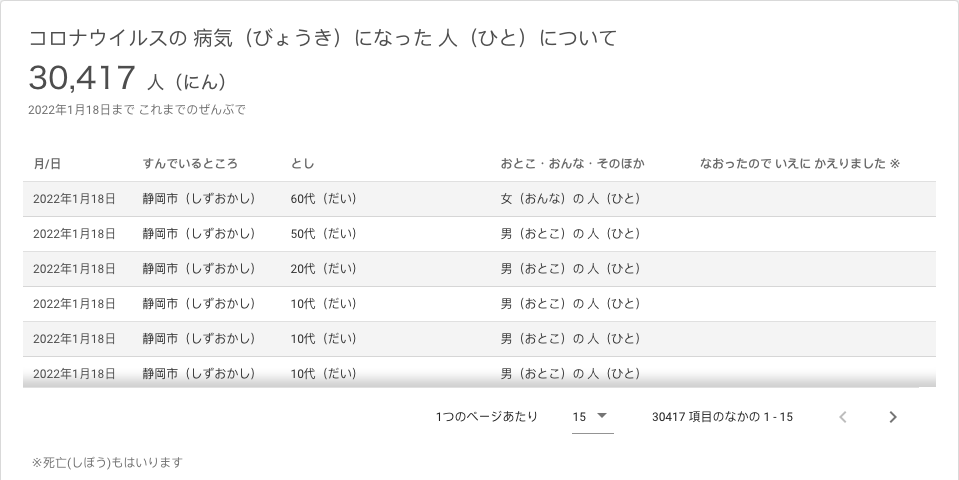 コロナウイルスの 病気（びょうき）になった 人（ひと）について
30,417 人（にん）
2022年1月18日まで これまでのぜんぶで
月/日 すんでいるところ とし おとこ・おんな・そのほか なおったので いえに かえりました ※
2022年1月18日 静岡市（しずおかし） 60代（だい） 女（おんな）の 人（ひと）
2022年1月18日 静岡市（しずおかし） 50代（だい） 男（おとこ）の 人（ひと）
2022年1月18日 静岡市（しずおかし） 20代（だい） 男（おとこ）の 人（ひと）
2022年1月18日 静岡市（しずおかし） 10代（だい） 男（おとこ）の 人（ひと）
2022年1月18日 静岡市（しずおかし） 10代（だい） 男（おとこ）の 人（ひと）
2022年1月18日 静岡市（しずおかし） 10代（だい） 男（おとこ）の 人（ひと）
1つのページあたり 15 30417 項目のなかの 1 - 15
※死亡(しぼう)もはいります